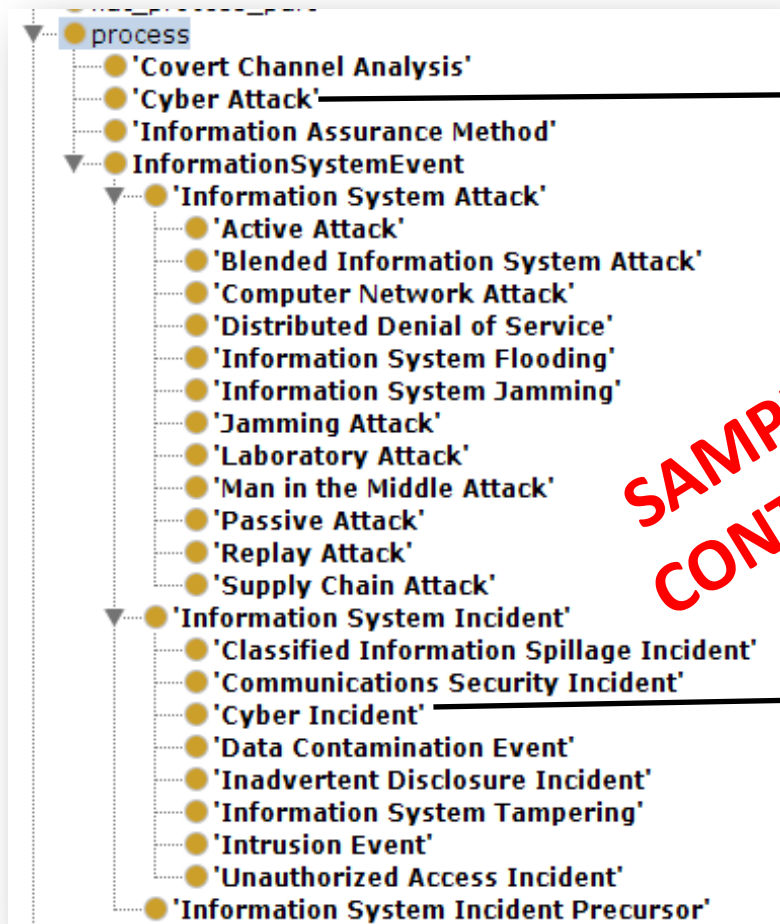 process
'Covert Channel Analysis'
'Cyber Attack'
'Information Assurance Method'
InformationSystemEvent
'Information System Attack'
'Active Attack'
'Blended Information System Attack'
'Computer Network Attack'
'Distributed Denial of Service'
'Information System Flooding'
'Information System Jamming'
'Jamming Attack'
'Laboratory Attack'
'Man in the Middle Attack'
'Passive Attack'
'Replay Attack'
'Supply Chain Attack'
'Information System Incident'
'Classified Information Spillage Incident'
'Communications Security Incident'
'Cyber Incident'
'Data Contamination Event'
'Inadvertent Disclosure Incident'
'Information System Tampering'
'Intrusion Event'
'Unauthorized Access Incident'
'Information System Incident Precursor'